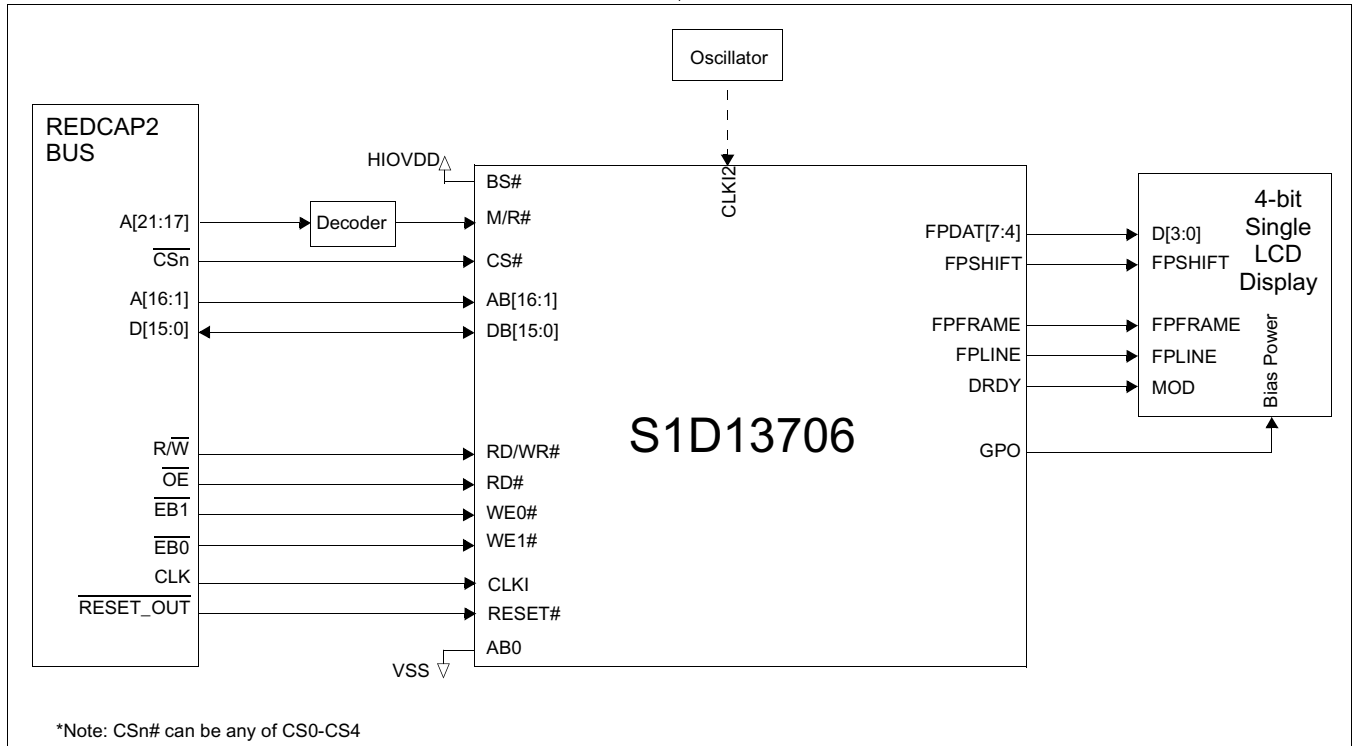 Oscillator
REDCAP2
BUS
HIOVDD
BS#
CLKI2
4-bit
Single
LCD
Display
A[21:17]
Decoder
M/R#
FPDAT[7:4]
D[3:0]
CSn
CS#
FPSHIFT
FPSHIFT
A[16:1]
AB[16:1]
D[15:0]
DB[15:0]
FPFRAME
FPFRAME
FPLINE
FPLINE
DRDY
MOD
Bias Power
S1D13706
R/W
RD/WR#
GPO
OE
RD#
EB1
WE0#
EB0
WE1#
CLK
CLKI
RESET_OUT
RESET#
AB0
VSS
*Note: CSn# can be any of CS0-CS4